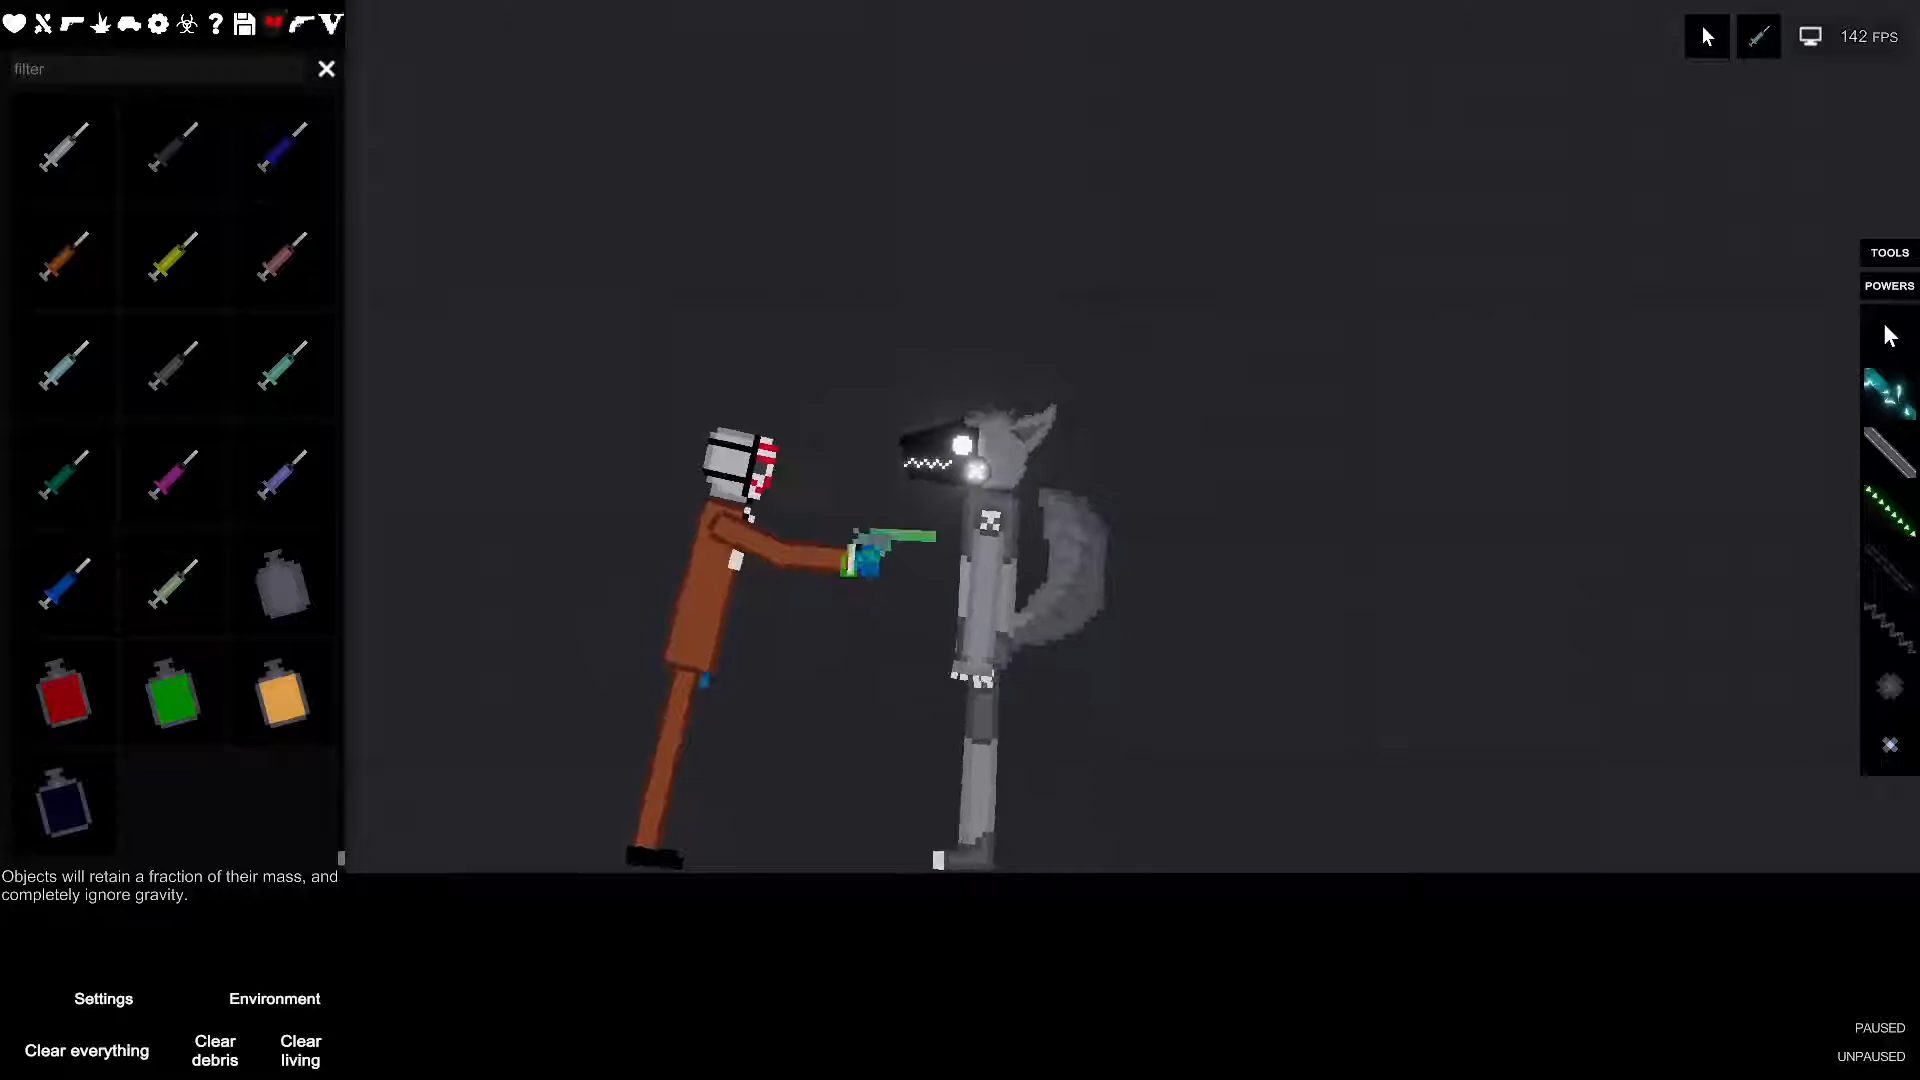 filter
142 FPS
TOOLS
POWERS
Objects will retain a fraction of their mass, and
completely ignore gravity.
Settings
Environment
Clear everything
Clear
debris
Clear
living
PAUSED
UNPAUSED